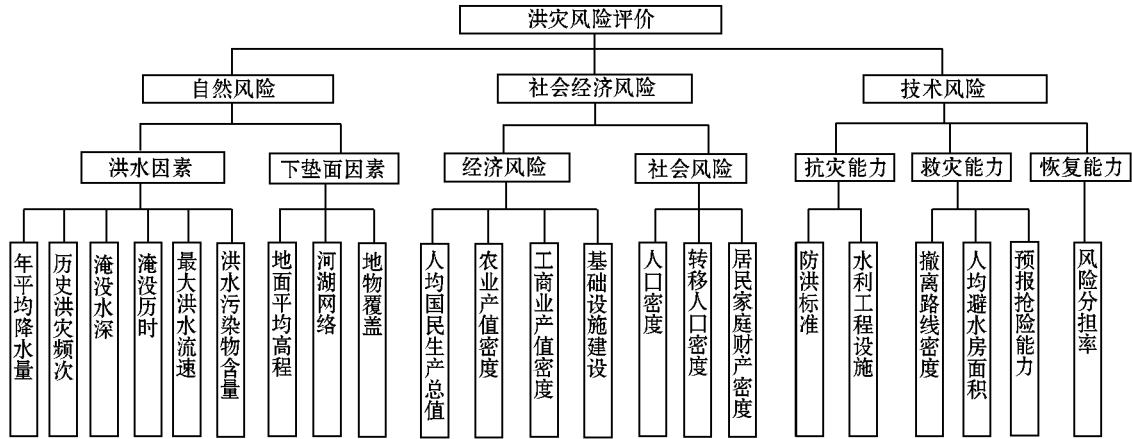 洪灾风险评价
自然风险
社会经济风险
技术风险
洪水因素
下垫面因素
经济风险
社会风险
抗灾能力
救灾能力
恢复能力
年平均降水量
历史洪灾频次
淹没水深
淹没历时
最大洪水流速
洪水污染物含量
地面平均高程
河湖网络
地物覆盖
人均国民生产总值
农业产值密度
工商业产值密度
基础设施建设
人口密度
转移人口密度
居民家庭财产密度
防洪标准
水利工程设施
撤离路线密度
人均避水房面积
预报抢险能力
风险分担率